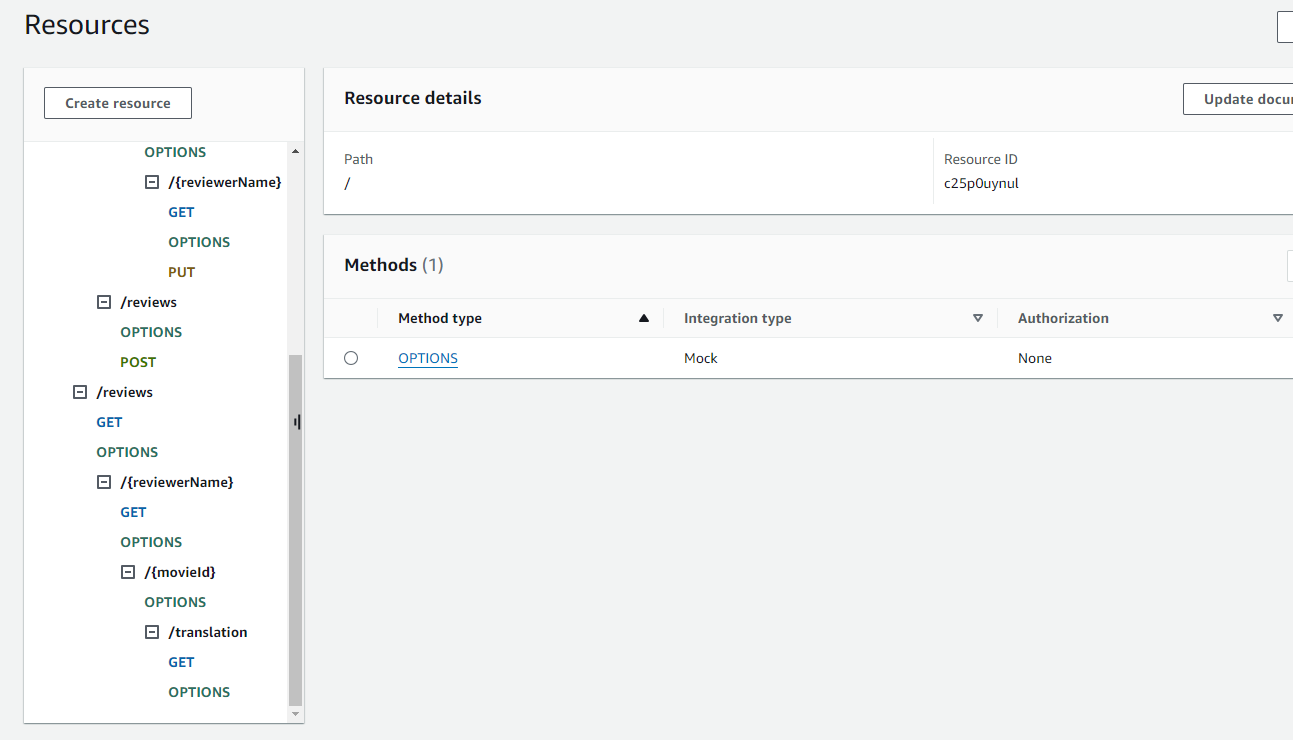 Resources
Create resource
OPTIONS
/{reviewerName}
GET
OPTIONS
PUT
/reviews
OPTIONS
POST
/reviews
GET
OPTIONS
/{reviewerName}
GET
OPTIONS
/{movieId}
OPTIONS
/translation
GET
OPTIONS
Resource details
Update docu
Path
/
Resource ID
c25p0uynul
Methods (1)
Method type Integration type Authorization
OPTIONS Mock None